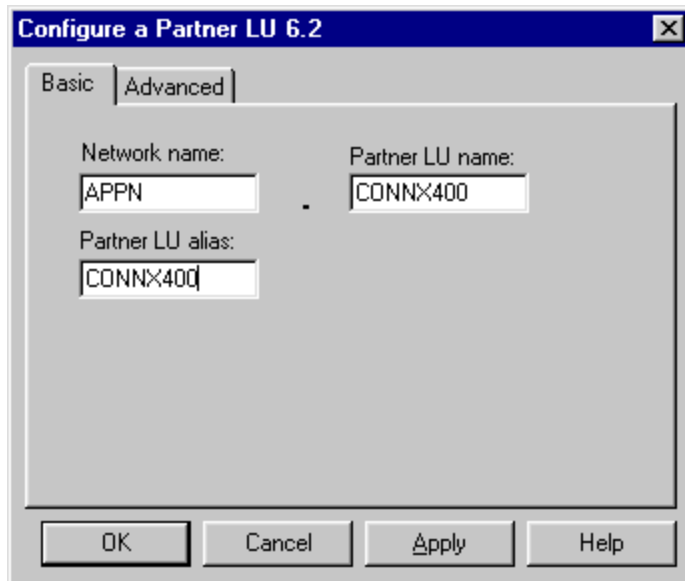 Configure a Partner LU 6.2
Basic Advanced
Network name: Partner LU name:
APPN . CONNX400
Partner LU alias:
CONNX400
OK Cancel Apply Help